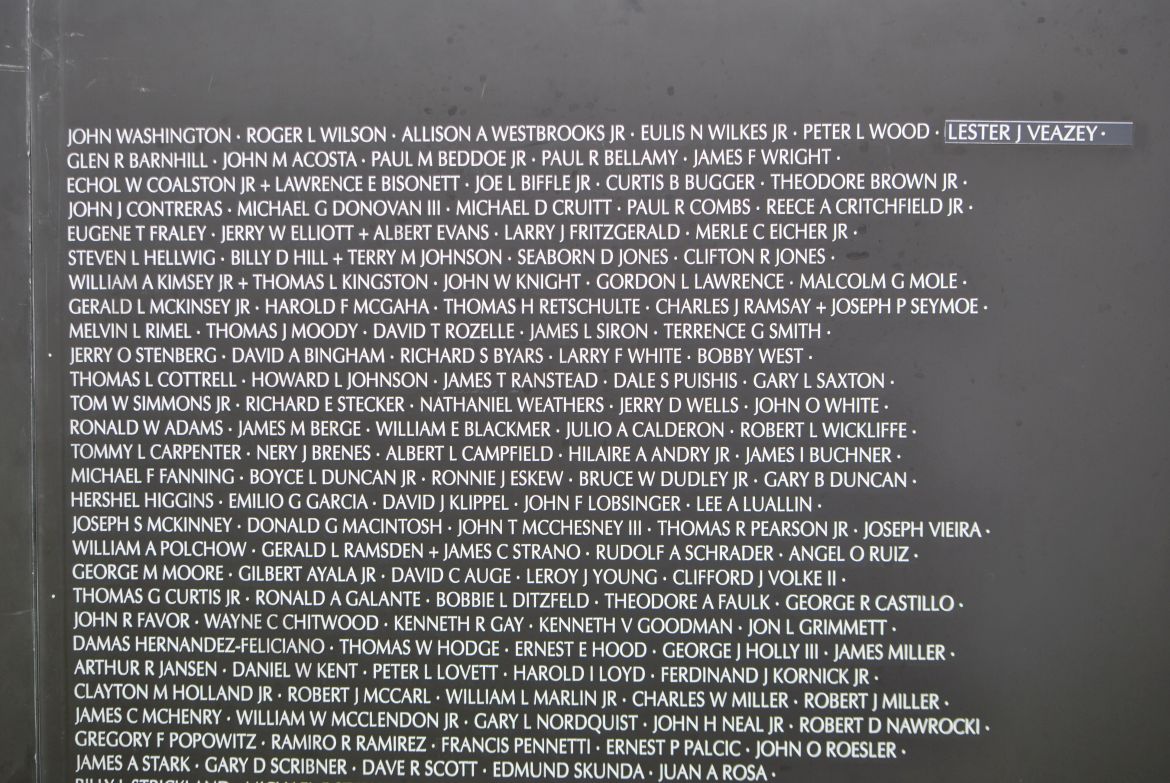 JOHN WASHINGTON · ROGER L WILSON · ALLISON A WESTBROOKS JR · EULIS N WILKES JR · PETER L WOOD · LESTER J VEAZEY ·
GLEN R BARNHILL · JOHN M ACOSTA · PAUL M BEDDOE JR · PAUL R BELLAMY · JAMES F WRIGHT ·
ECHOL W COALSTON JR + LAWRENCE E BISONETT · JOE L BIFFLE JR · CURTIS B BUGGER · THEODORE BROWN JR ·
JOHN J CONTRERAS · MICHAEL G DONOVAN III · MICHAEL D CRUITT · PAUL R COMBS · REECE A CRITCHFIELD JR ·
EUGENE T FRALEY · JERRY W ELLIOTT + ALBERT EVANS · LARRY J FRITZGERALD · MERLE C EICHER JR ·
STEVEN L HELLWIG · BILLY D HILL + TERRY M JOHNSON · SEABORN D JONES · CLIFTON R JONES ·
WILLIAM A KIMSEY JR + THOMAS L KINGSTON · JOHN W KNIGHT · GORDON L LAWRENCE · MALCOLM G MOLE ·
GERALD L MCKINSEY JR · HAROLD F MCGAHA · THOMAS H RETSCHULTE · CHARLES J RAMSAY + JOSEPH P SEYMOE ·
MELVIN L RIMEL · THOMAS J MOODY · DAVID T ROZELLE · JAMES L SIRON · TERRENCE G SMITH ·
· JERRY O STENBERG · DAVID A BINGHAM · RICHARD S BYARS · LARRY F WHITE · BOBBY WEST ·
THOMAS L COTTRELL · HOWARD L JOHNSON · JAMES T RANSTEAD · DALE S PUISHIS · GARY L SAXTON ·
TOM W SIMMONS JR · RICHARD E STECKER · NATHANIEL WEATHERS · JERRY D WELLS · JOHN O WHITE ·
RONALD W ADAMS · JAMES M BERGE · WILLIAM E BLACKMER · JULIO A CALDERON · ROBERT L WICKLIFFE ·
TOMMY L CARPENTER · NERY J BRENES · ALBERT L CAMPFIELD · HILAIRE A ANDRY JR · JAMES I BUCHNER ·
MICHAEL F FANNING · BOYCE L DUNCAN JR · RONNIE J ESKEW · BRUCE W DUDLEY JR · GARY B DUNCAN ·
HERSHEL HIGGINS · EMILIO G GARCIA · DAVID J KLIPPEL · JOHN F LOBSINGER · LEE A LUALLIN ·
JOSEPH S MCKINNEY · DONALD G MACINTOSH · JOHN T MCCHESNEY III · THOMAS R PEARSON JR · JOSEPH VIEIRA ·
WILLIAM A POLCHOW · GERALD L RAMSDEN + JAMES C STRANO · RUDOLF A SCHRADER · ANGEL O RUIZ ·
GEORGE M MOORE · GILBERT AYALA JR · DAVID C AUGE · LEROY J YOUNG · CLIFFORD J VOLKE II ·
· THOMAS G CURTIS JR · RONALD A GALANTE · BOBBIE L DITZFELD · THEODORE A FAULK · GEORGE R CASTILLO ·
JOHN R FAVOR · WAYNE C CHITWOOD · KENNETH R GAY · KENNETH V GOODMAN · JON L GRIMMETT ·
DAMAS HERNANDEZ-FELICIANO · THOMAS W HODGE · ERNEST E HOOD · GEORGE J HOLLY III · JAMES MILLER ·
ARTHUR R JANSEN · DANIEL W KENT · PETER L LOVETT · HAROLD I LOYD · FERDINAND J KORNICK JR ·
CLAYTON M HOLLAND JR · ROBERT J MCCARL · WILLIAM L MARLIN JR · CHARLES W MILLER · ROBERT J MILLER ·
JAMES C MCHENRY · WILLIAM W MCCLENDON JR · GARY L NORDQUIST · JOHN H NEAL JR · ROBERT D NAWROCKI ·
GREGORY F POPOWITZ · RAMIRO R RAMIREZ · FRANCIS PENNETTI · ERNEST P PALCIC · JOHN O ROESLER ·
JAMES A STARK · GARY D SCRIBNER · DAVE R SCOTT · EDMUND SKUNDA · JUAN A ROSA ·
BILLY L STRICKLAND